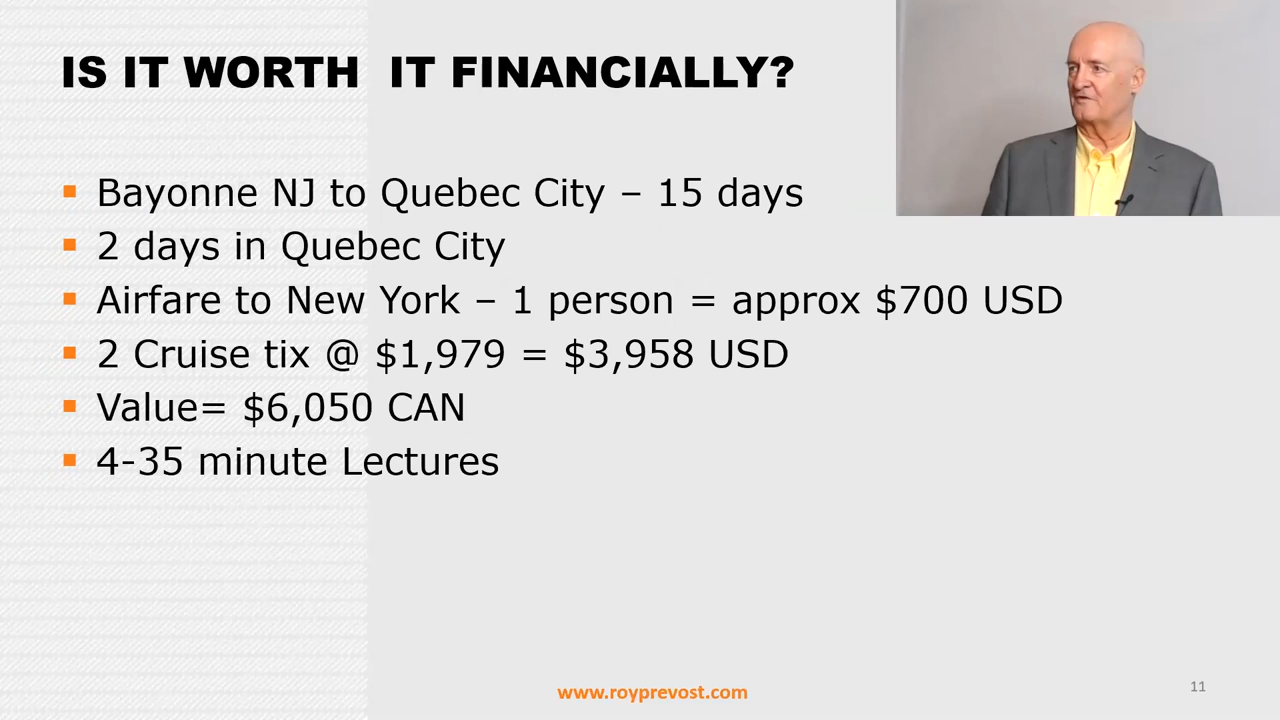 IS IT WORTH  IT FINANCIALLY?
Bayonne NJ to Quebec City – 15 days
2 days in Quebec City
Airfare to New York – 1 person = approx $700 USD
2 Cruise tix @ $1,979 = $3,958 USD
Value= $6,050 CAN
4-35 minute Lectures
www.royprevost.com
11